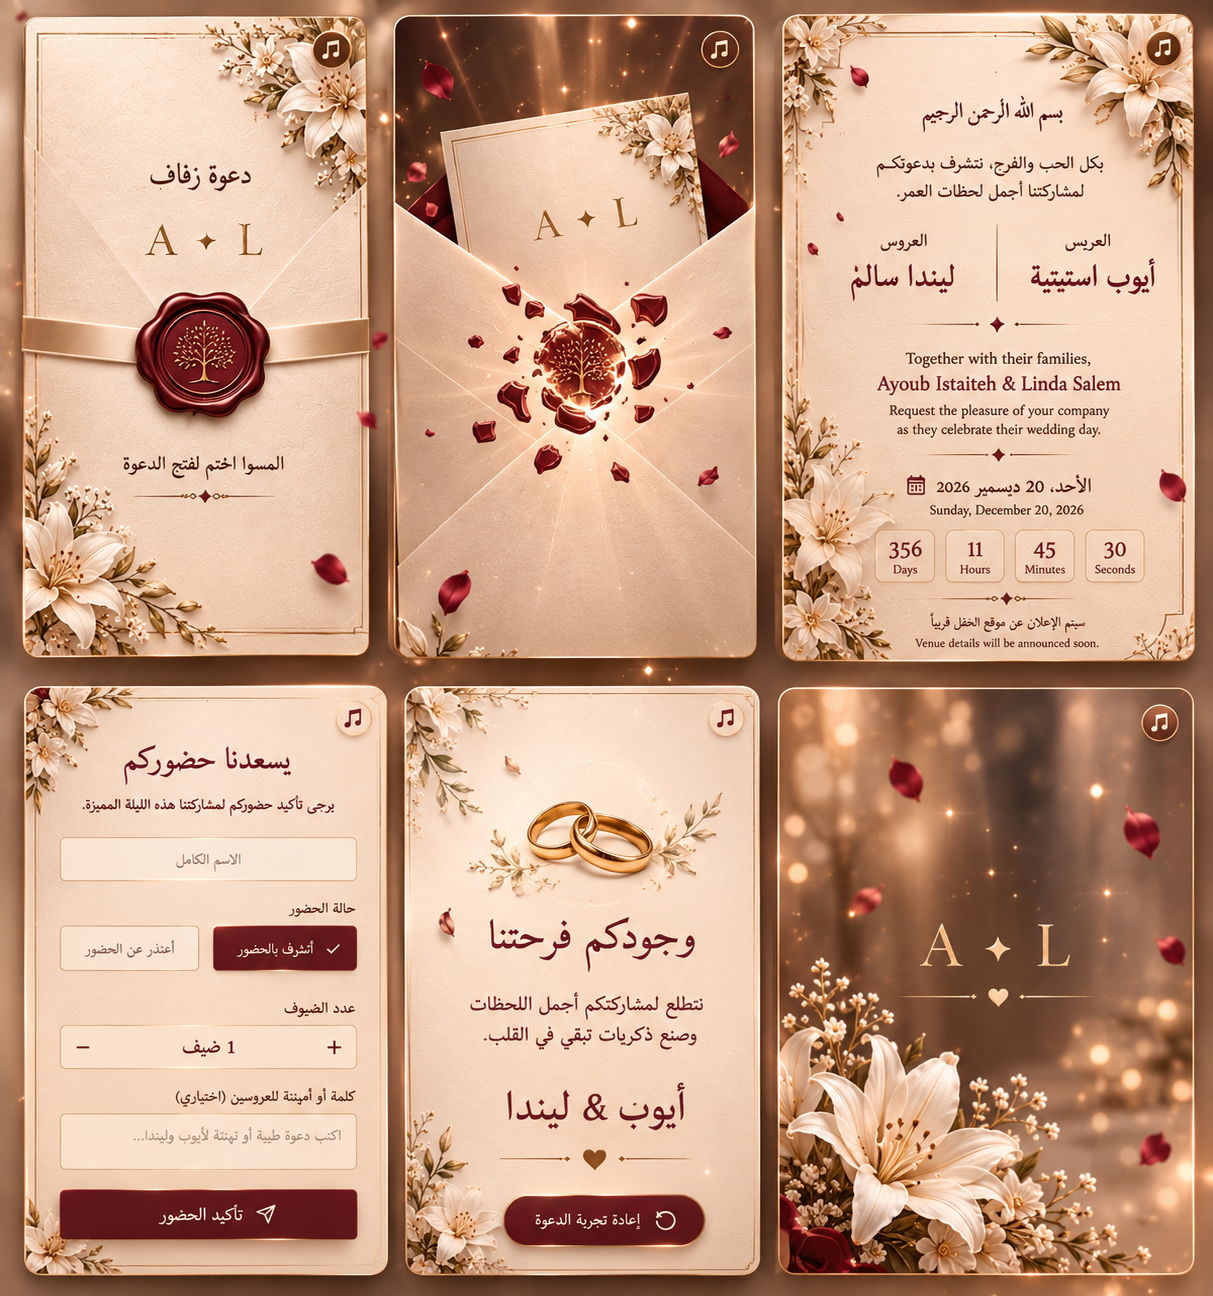 دعوة زفاف
A ✦ L
المسوا اختم لفتح الدعوة
A ✦ L
بسم الله الرحمن الرحيم
بكل الحب والفرح، نتشرف بدعوتكم
لمشاركتنا أجمل لحظات العمر.
العريس
أيوب استيتية
العروس
ليندا سالم
Together with their families,
Ayoub Istaiteh & Linda Salem
Request the pleasure of your company
as they celebrate their wedding day.
الأحد، 20 ديسمبر 2026
Sunday, December 20, 2026
356 11 45 30
Days Hours Minutes Seconds
سيتم الإعلان عن موقع الخفل قريباً
Venue details will be announced soon.
يسعدنا حضوركم
يرجى تأكيد حضوركم لمشاركتنا هذه الليلة المميزة.
الاسم الكامل
حالة الحضور
أتشرف بالحضور
أعتذر عن الحضور
عدد الضيوف
+ 1 ضيف −
كلمة أو للعروسين (اختياري)
اكتب دعوة طيبة أو تهنئة لأيوب وليندا...
تأكيد الحضور
وجودكم فرحتنا
نتطلع لمشاركتكم أجمل اللحظات
وصنع ذكريات تبقي في القلب.
أيوب & ليندا
إعادة تجربة الدعوة
A ✦ L